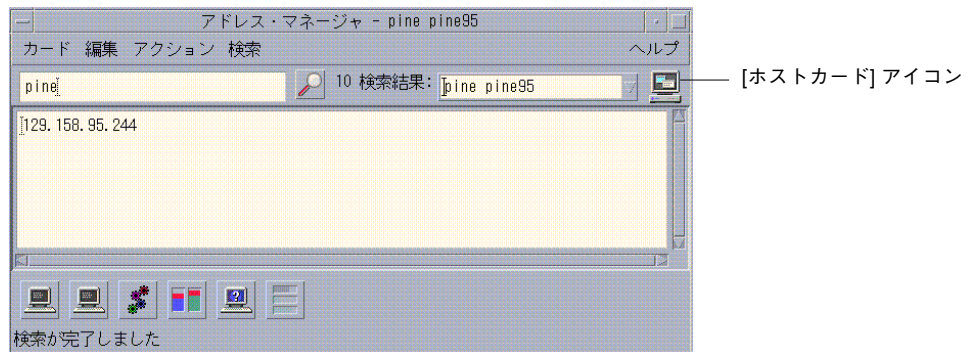 アドレス・マネージャ - pine pine95
カード 編集 アクション 検索 ヘルプ
pine 10 検索結果: pine pine95
[ホストカード] アイコン
129.158.95.244
検索が完了しました